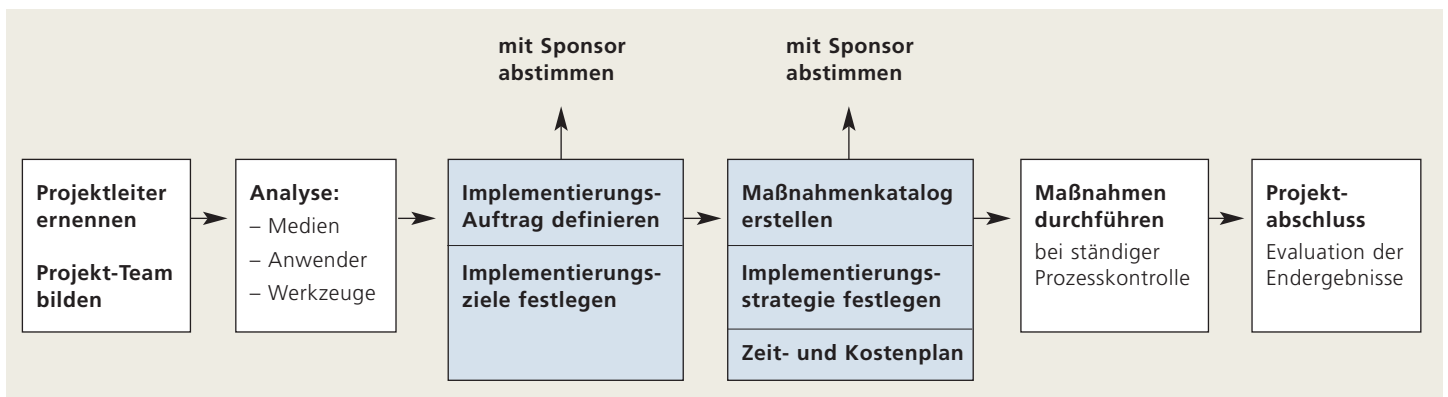 mit Sponsor
abstimmen
mit Sponsor
abstimmen
Projektleiter
ernennen
Projekt-Team
bilden
Analyse:
– Medien
– Anwender
– Werkzeuge
Implementierungs-
Auftrag definieren
Implementierungs-
ziele festlegen
Maßnahmenkatalog
erstellen
Implementierungs-
strategie festlegen
Zeit- und Kostenplan
Maßnahmen
durchführen
bei ständiger
Prozesskontrolle
Projekt-
abschluss
Evaluation der
Endergebnisse